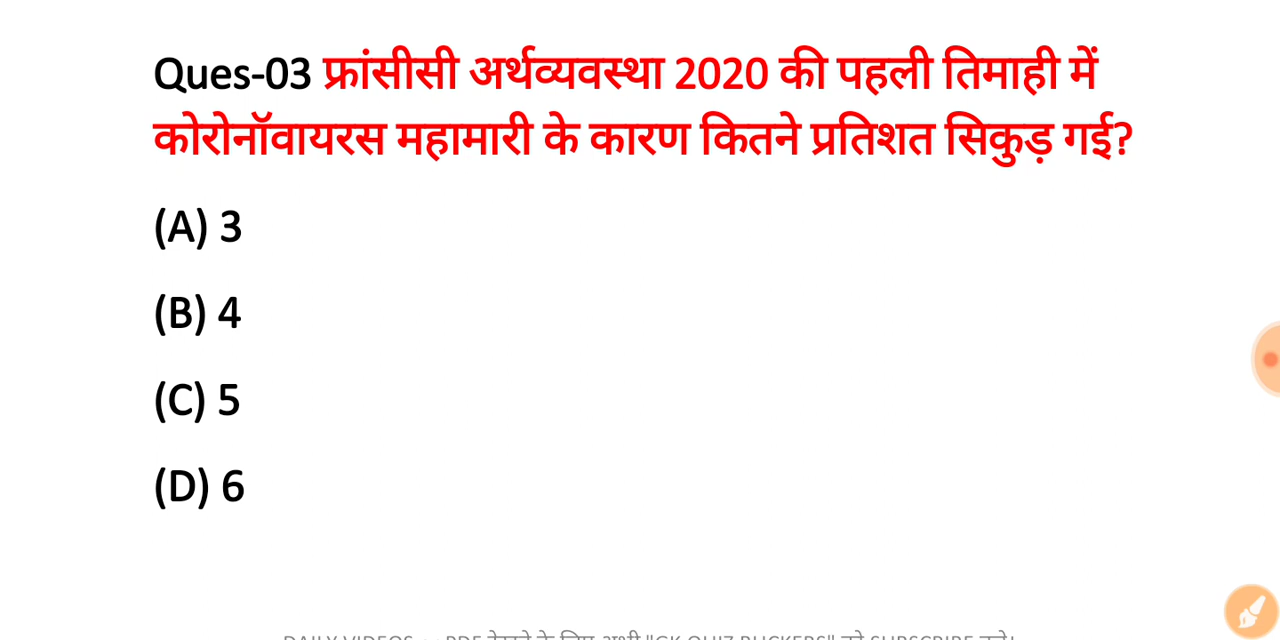 Ques-03 फ्रांसीसी अर्थव्यवस्था 2020 की पहली तिमाही में
कोरोनॉवायरस महामारी के कारण कितने प्रतिशत सिकुड़ गई?
(A) 3
(B) 4
(C) 5
(D) 6